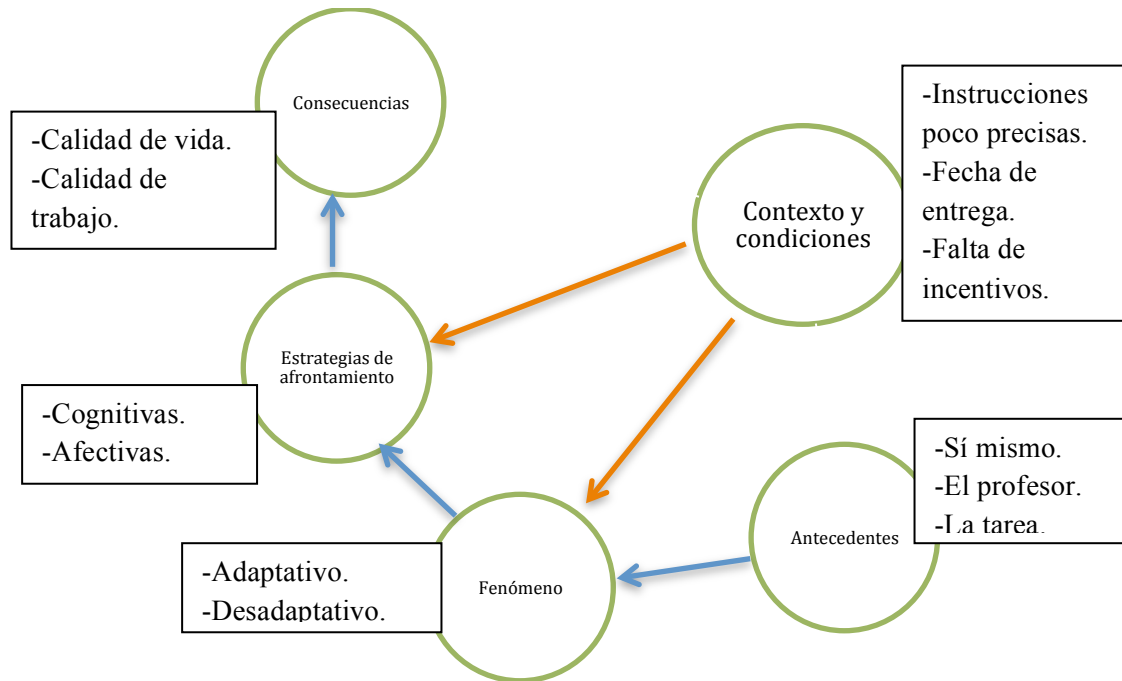 Consecuencias
-Calidad de vida.
-Calidad de
trabajo.
-Instrucciones
poco precisas.
-Fecha de
entrega.
-Falta de
incentivos.
Contexto y
condiciones
Estrategias de
afrontamiento
-Cognitivas.
-Afectivas.
-Sí mismo.
-El profesor.
-La tarea.
Antecedentes
-Adaptativo.
-Desadaptativo.
Fenómeno